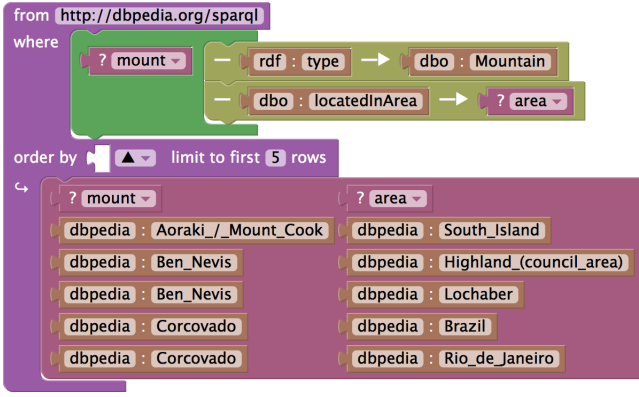 from http://dbpedia.org/sparql
where
? mount
rdf : type dbo : Mountain
dbo : locatedInArea ? area
order by ▲ limit to first 5 rows
? mount ? area
dbpedia : Aoraki_/_Mount_Cook dbpedia : South_Island
dbpedia : Ben_Nevis dbpedia : Highland_(council_area)
dbpedia : Ben_Nevis dbpedia : Lochaber
dbpedia : Corcovado dbpedia : Brazil
dbpedia : Corcovado dbpedia : Rio_de_Janeiro